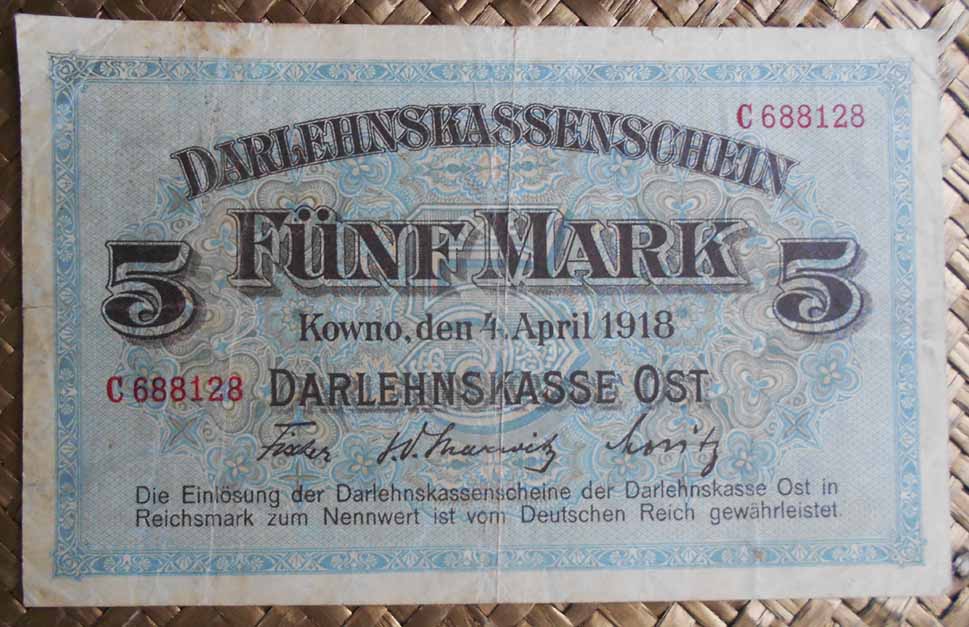 C 688128
DARLEHNSKASSENSCHEIN
5 FÜNF MARK 5
Kowno, den 4. April 1918
C 688128 DARLEHNSKASSE OST
Fischer
Die Einlösung der Darlehnskassenscheine der Darlehnskasse Ost in
Reichsmark zum Nennwert ist vom Deutschen Reich gewährleistet.